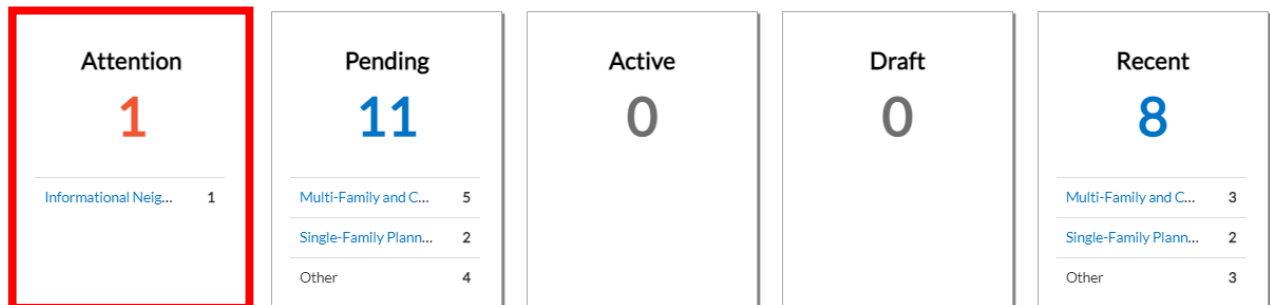 Attention
1
Informational Neig... 1
Pending
11
Multi-Family and C... 5
Single-Family Plann... 2
Other 4
Active
0
Draft
0
Recent
8
Multi-Family and C... 3
Single-Family Plann... 2
Other 3